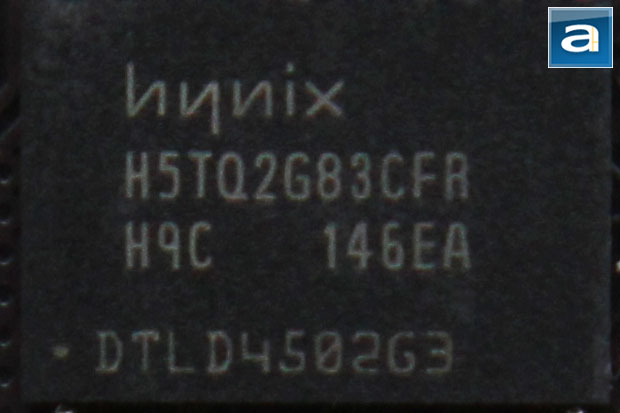 hynix
H5TQ2G83CFR
H9C 146EA
DTLD4502G3
a